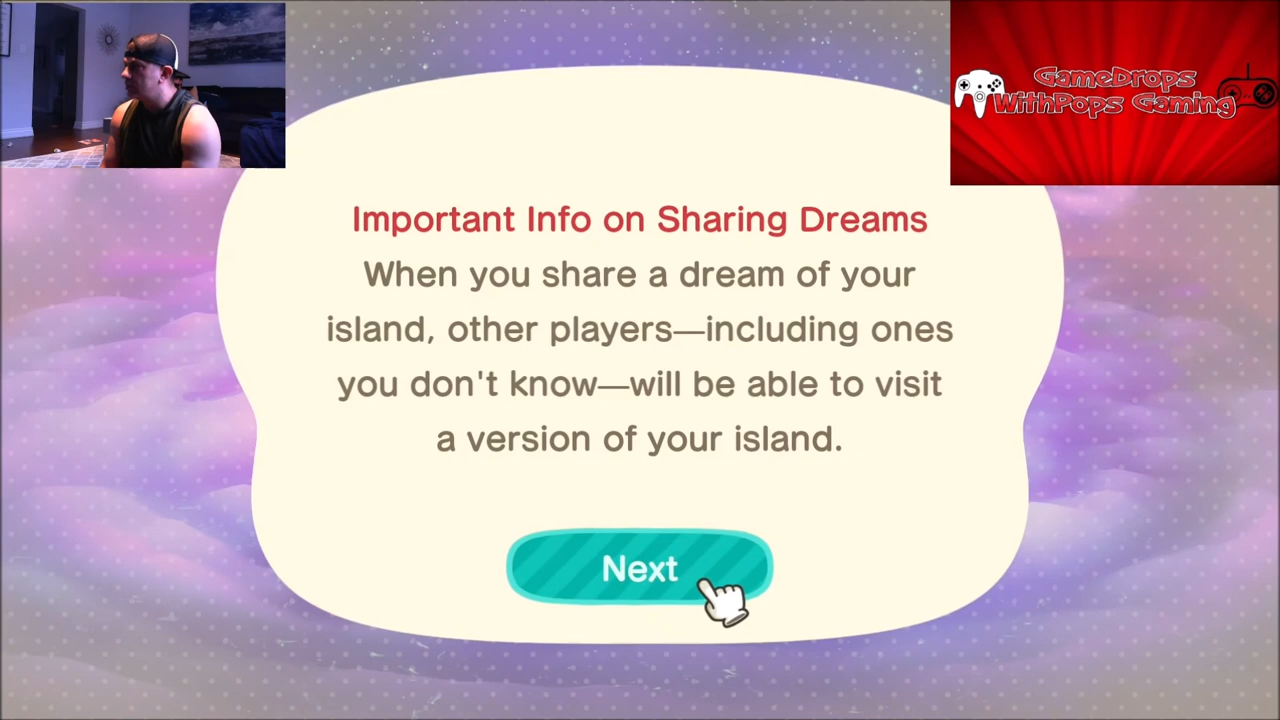 GameDrops
WithPops Gaming
Important Info on Sharing Dreams
When you share a dream of your
island, other players—including ones
you don't know—will be able to visit
a version of your island.
Next